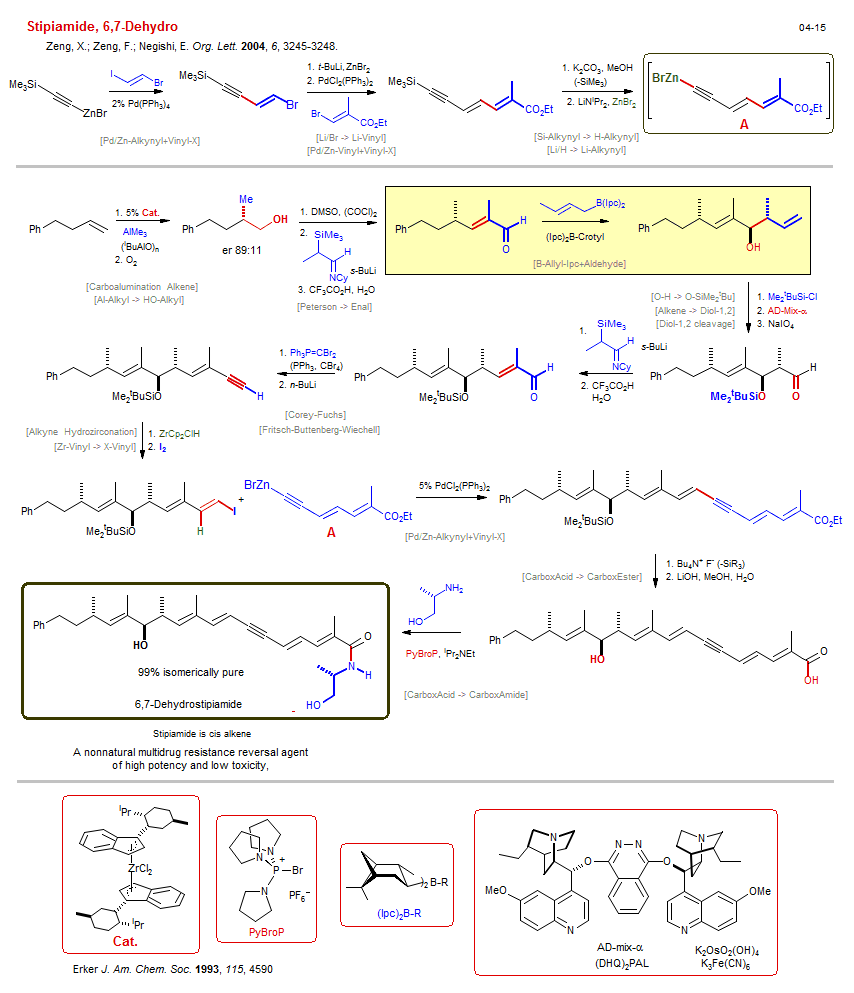 Stipiamide, 6,7-Dehydro
04-15
Zeng, X.; Zeng, F.; Negishi, E. Org. Lett. 2004, 6, 3245-3248.
Me3Si
ZnBr
I
Br
2% Pd(PPh3)4
[Pd/Zn-Alkynyl+Vinyl-X]
Me3Si
Br
1. t-BuLi, ZnBr2
2. PdCl2(PPh3)2
Br
CO2Et
[Li/Br -> Li-Vinyl]
[Pd/Zn-Vinyl+Vinyl-X]
Me3Si
CO2Et
1. K2CO3, MeOH
(-SiMe3)
2. LiNiPr2, ZnBr2
[Si-Alkynyl -> H-Alkynyl]
[Li/H -> Li-Alkynyl]
BrZn
CO2Et
A
Ph
1. 5% Cat.
AlMe3
(iBuAlO)n
2. O2
[Carboalumination Alkene]
[Al-Alkyl -> HO-Alkyl]
Me
OH
Ph
er 89:11
1. DMSO, (COCl)2
2.
SiMe3
H
NCy
s-BuLi
3. CF3CO2H, H2O
[Peterson -> Enal]
Ph
H
O
B(Ipc)2
(Ipc)2B-Crotyl
[B-Allyl-Ipc+Aldehyde]
Ph
OH
[O-H -> O-SiMe2tBu]
[Alkene -> Diol-1,2]
[Diol-1,2 cleavage]
1. Me2tBuSi-Cl
2. AD-Mix-α
3. NaIO4
Ph
Me2tBuSiO
H
1. Ph3P=CBr2
(PPh3, CBr4)
2. n-BuLi
[Corey-Fuchs]
[Fritsch-Buttenberg-Wiechell]
Ph
Me2tBuSiO
H
O
1.
SiMe3
H
NCy
s-BuLi
2. CF3CO2H
H2O
Ph
Me2tBuSiO
H
O
[Alkyne Hydrozirconation]
[Zr-Vinyl -> X-Vinyl]
1. ZrCp2ClH
2. I2
Ph
Me2tBuSiO
I
H
+
BrZn
CO2Et
A
5% PdCl2(PPh3)2
[Pd/Zn-Alkynyl+Vinyl-X]
Ph
Me2tBuSiO
CO2Et
[CarboxAcid -> CarboxEster]
1. Bu4N+ F- (-SiR3)
2. LiOH, MeOH, H2O
Ph
HO
O
N
H
HO
99% isomerically pure
6,7-Dehydrostipiamide
NH2
HO
PyBroP, iPr2NEt
[CarboxAcid -> CarboxAmide]
Ph
HO
O
OH
Stipiamide is cis alkene
A nonnatural multidrug resistance reversal agent
of high potency and low toxicity,
iPr
ZrCl2
iPr
Cat.
N
N
P
+
Br
N
PF6-
PyBroP
)2 B-R
(Ipc)2B-R
N
N N
N
O
O
MeO
OMe
N
N
AD-mix-α
(DHQ)2PAL
K2OsO2(OH)4
K3Fe(CN)6
Erker J. Am. Chem. Soc. 1993, 115, 4590